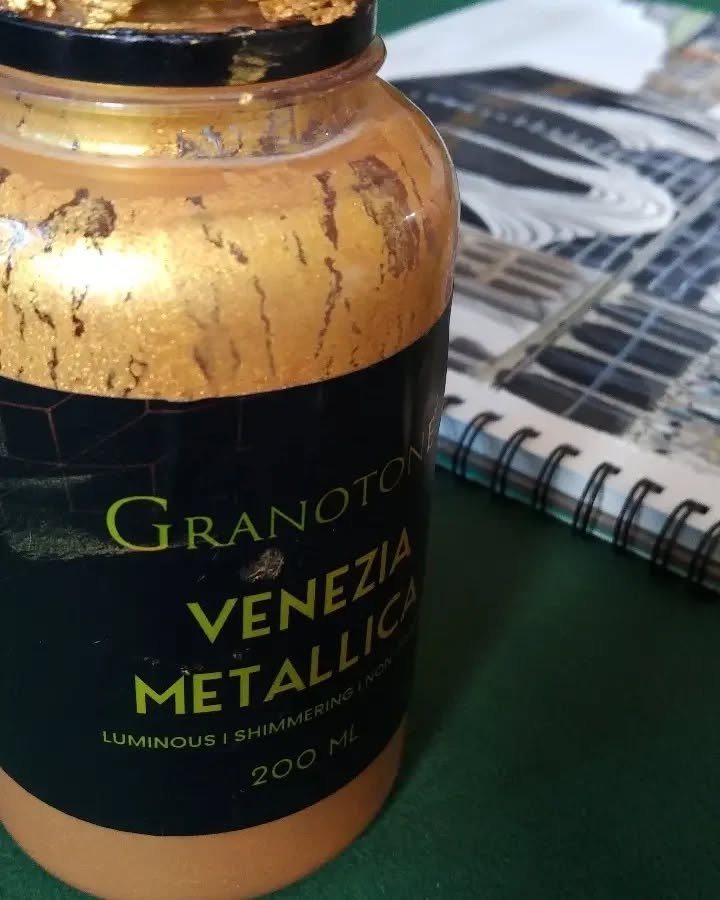 GRANOTONE
VENEZIA
METALLICA
LUMINOUS I SHIMMERING I NON
200 ML